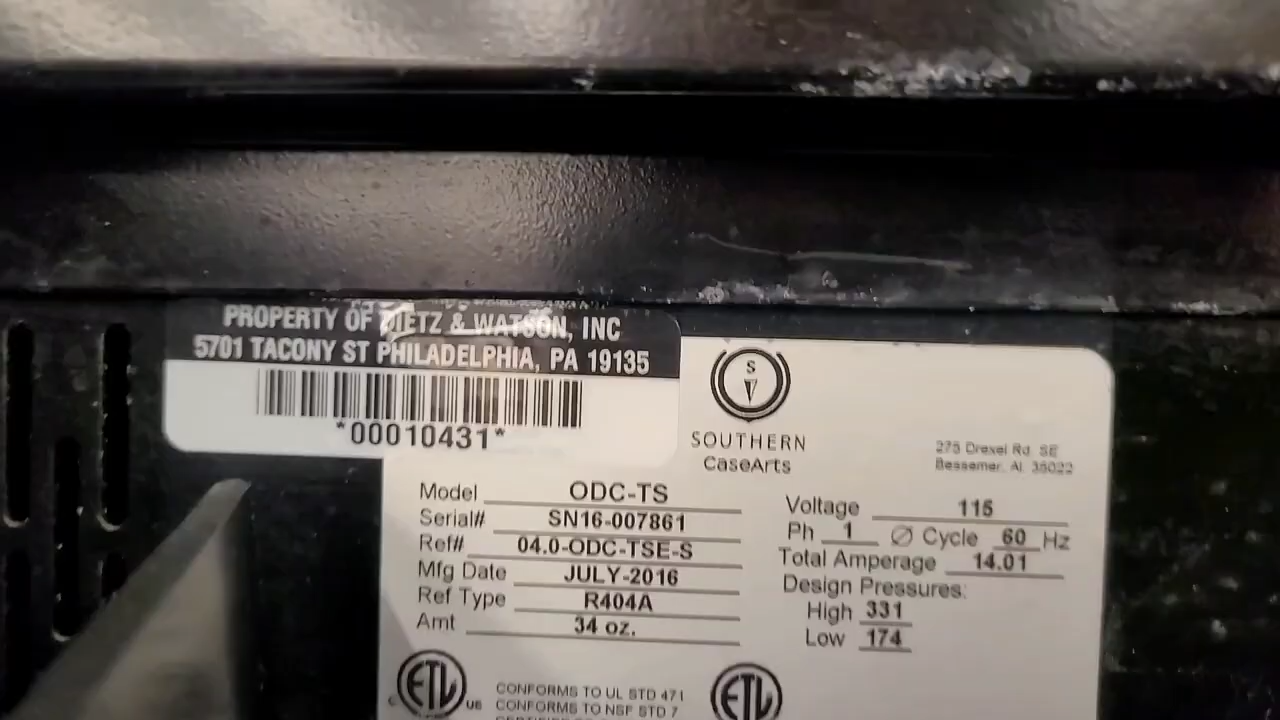 PROPERTY OF DIETZ & WATSON, INC
5701 TACONY ST PHILADELPHIA, PA 19135
*00010431*
S
SOUTHERN
CaseArts
275 Drexel Rd. SE
Bessemer, Al. 35022
Model ODC-TS
Serial# SN16-007861
Ref# 04.0-ODC-TSE-S
Mfg Date JULY-2016
Ref Type R404A
Amt 34 oz.
Voltage 115
Ph 1 Ø Cycle 60 Hz
Total Amperage 14.01
Design Pressures:
High 331
Low 174
ETL
C US
CONFORMS TO UL STD 471
CONFORMS TO NSF STD 7
ETL